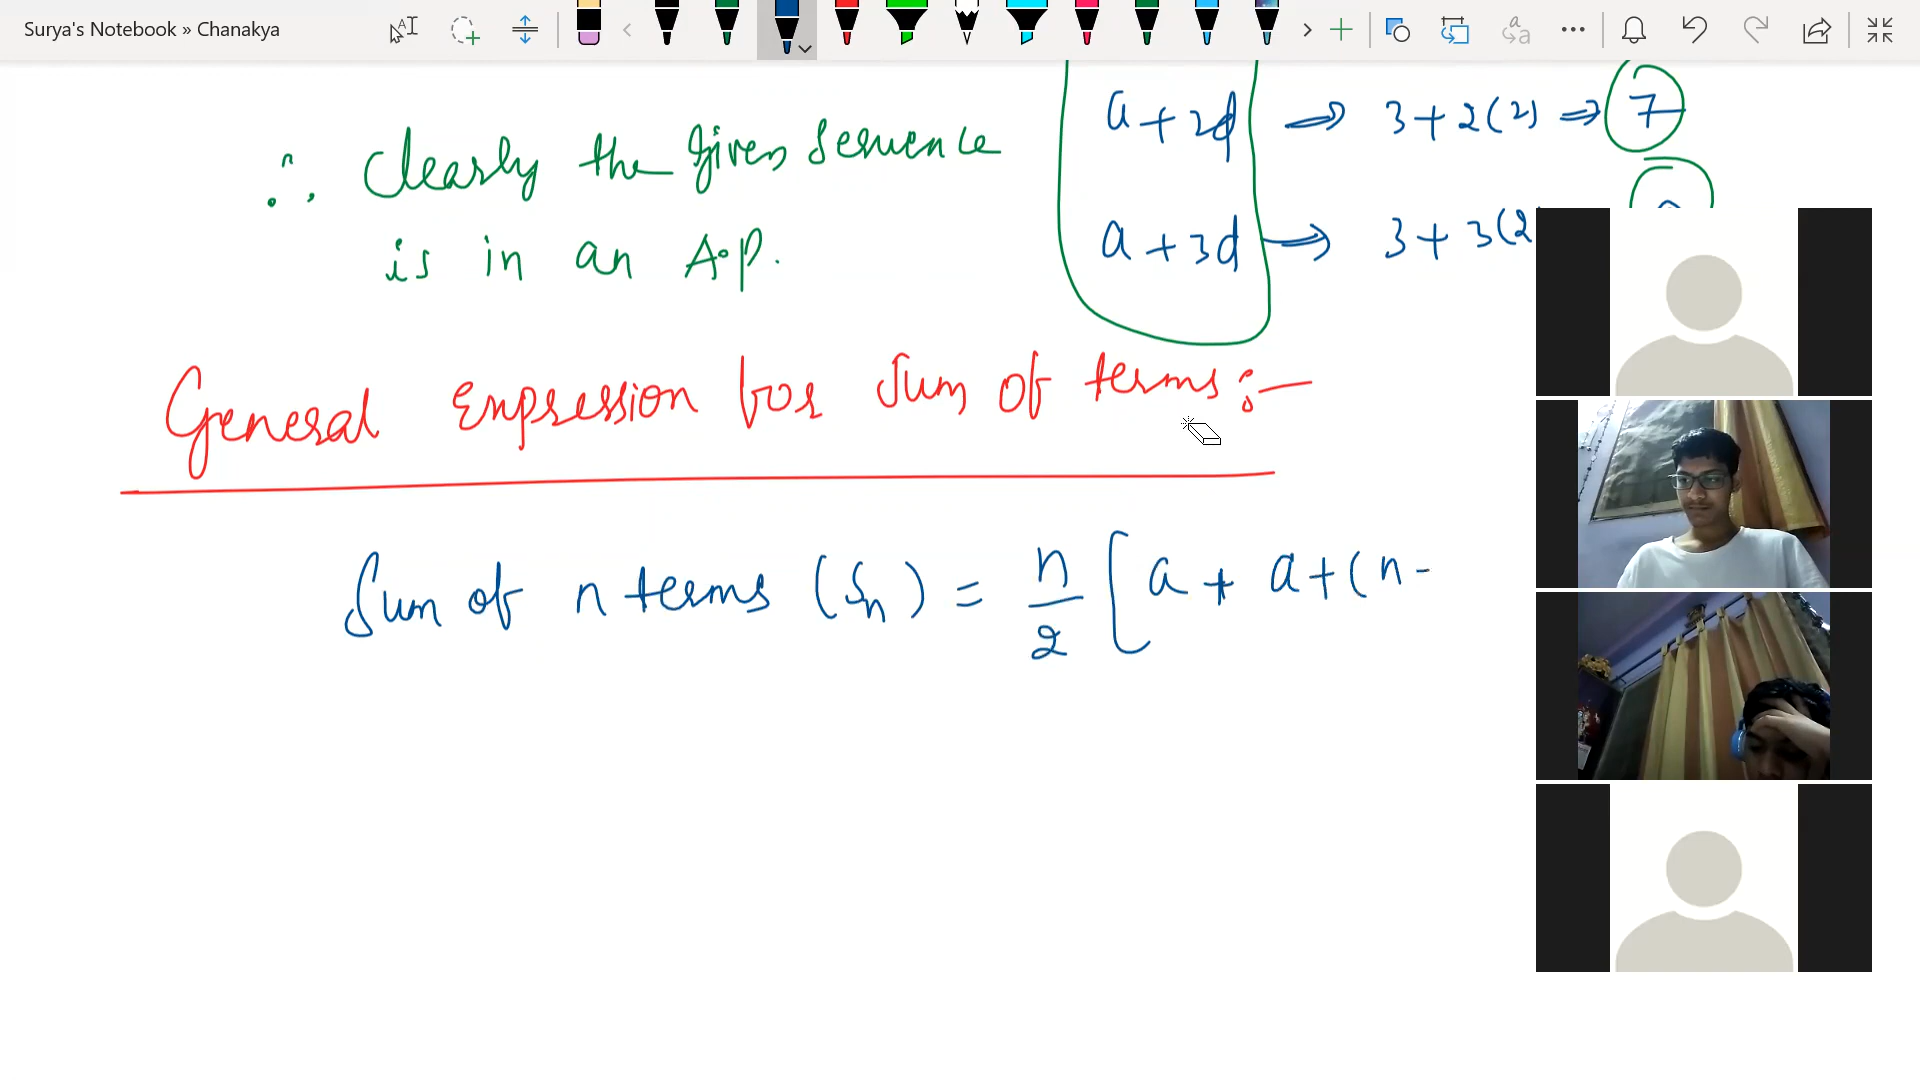 Surya's Notebook » Chanakya
a+2d ⇒ 3+2(2) ⇒ 7
∴ Clearly the given sequence
is in an A.P.
a+3d → 3+3(2
General Expression for Sum of terms :-
Sum of n terms (Sn) = n/2 [a + a+(n-